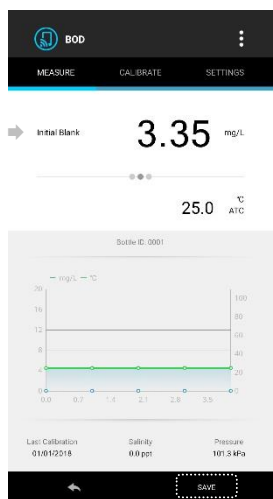 BOD
MEASURE CALIBRATE SETTINGS
Initial Blank 3.35 mg/L
25.0 °C
ATC
Bottle ID: 0001
mg/L °C
20
16
12
8
4
0
100
80
60
40
20
0
0.0 0.7 1.4 2.1 2.8 3.5
Last Calibration Salinity Pressure
01/01/2018 0.0 ppt 101.3 kPa
SAVE